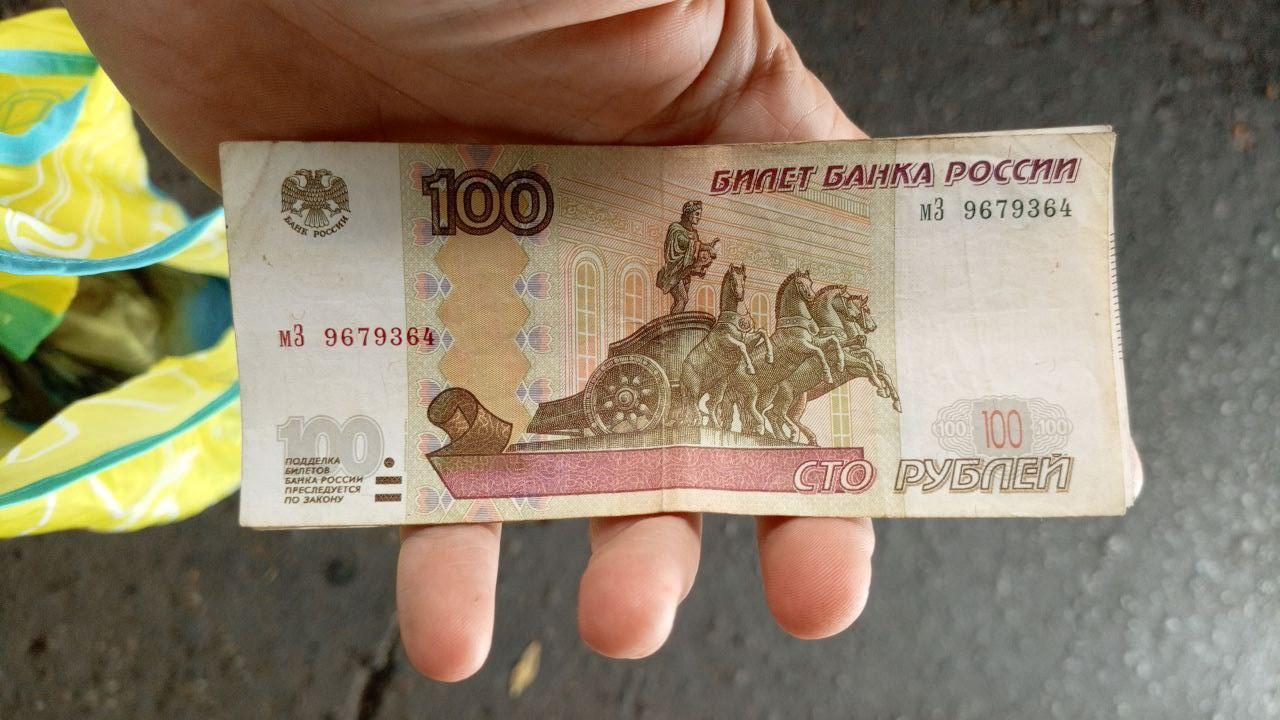 БАНК РОССИИ
100
БИЛЕТ БАНКА РОССИИ
мЗ 9679364
мЗ 9679364
100
ПОДДЕЛКА
БИЛЕТОВ
БАНКА РОССИИ
ПРЕСЛЕДУЕТСЯ
ПО ЗАКОНУ
100 100 100
СТО РУБЛЕЙ